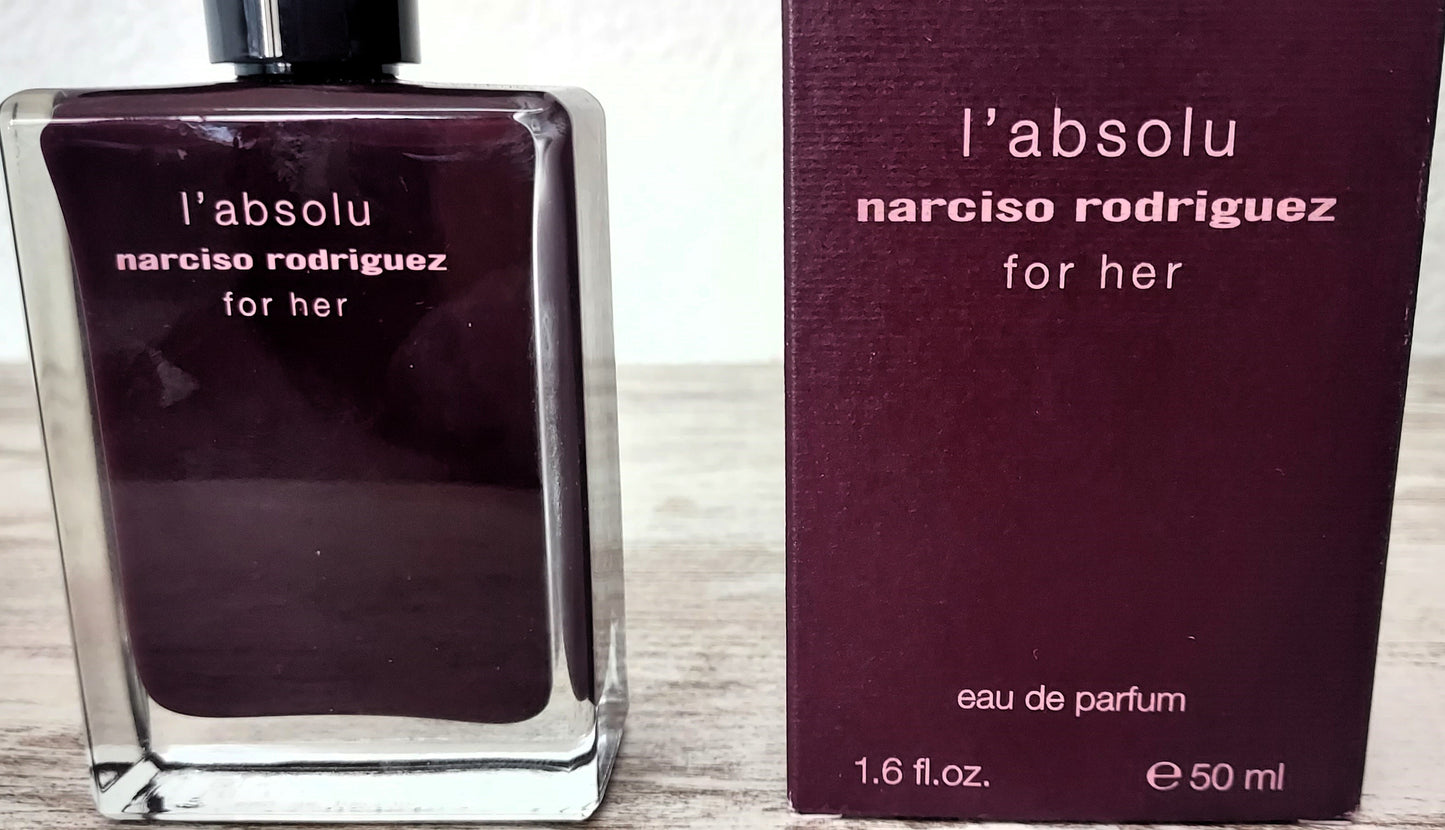 l'absolu
narciso rodriguez
for her
l'absolu
narciso rodriguez
for her
eau de parfum
1.6 fl.oz.
℮ 50 ml